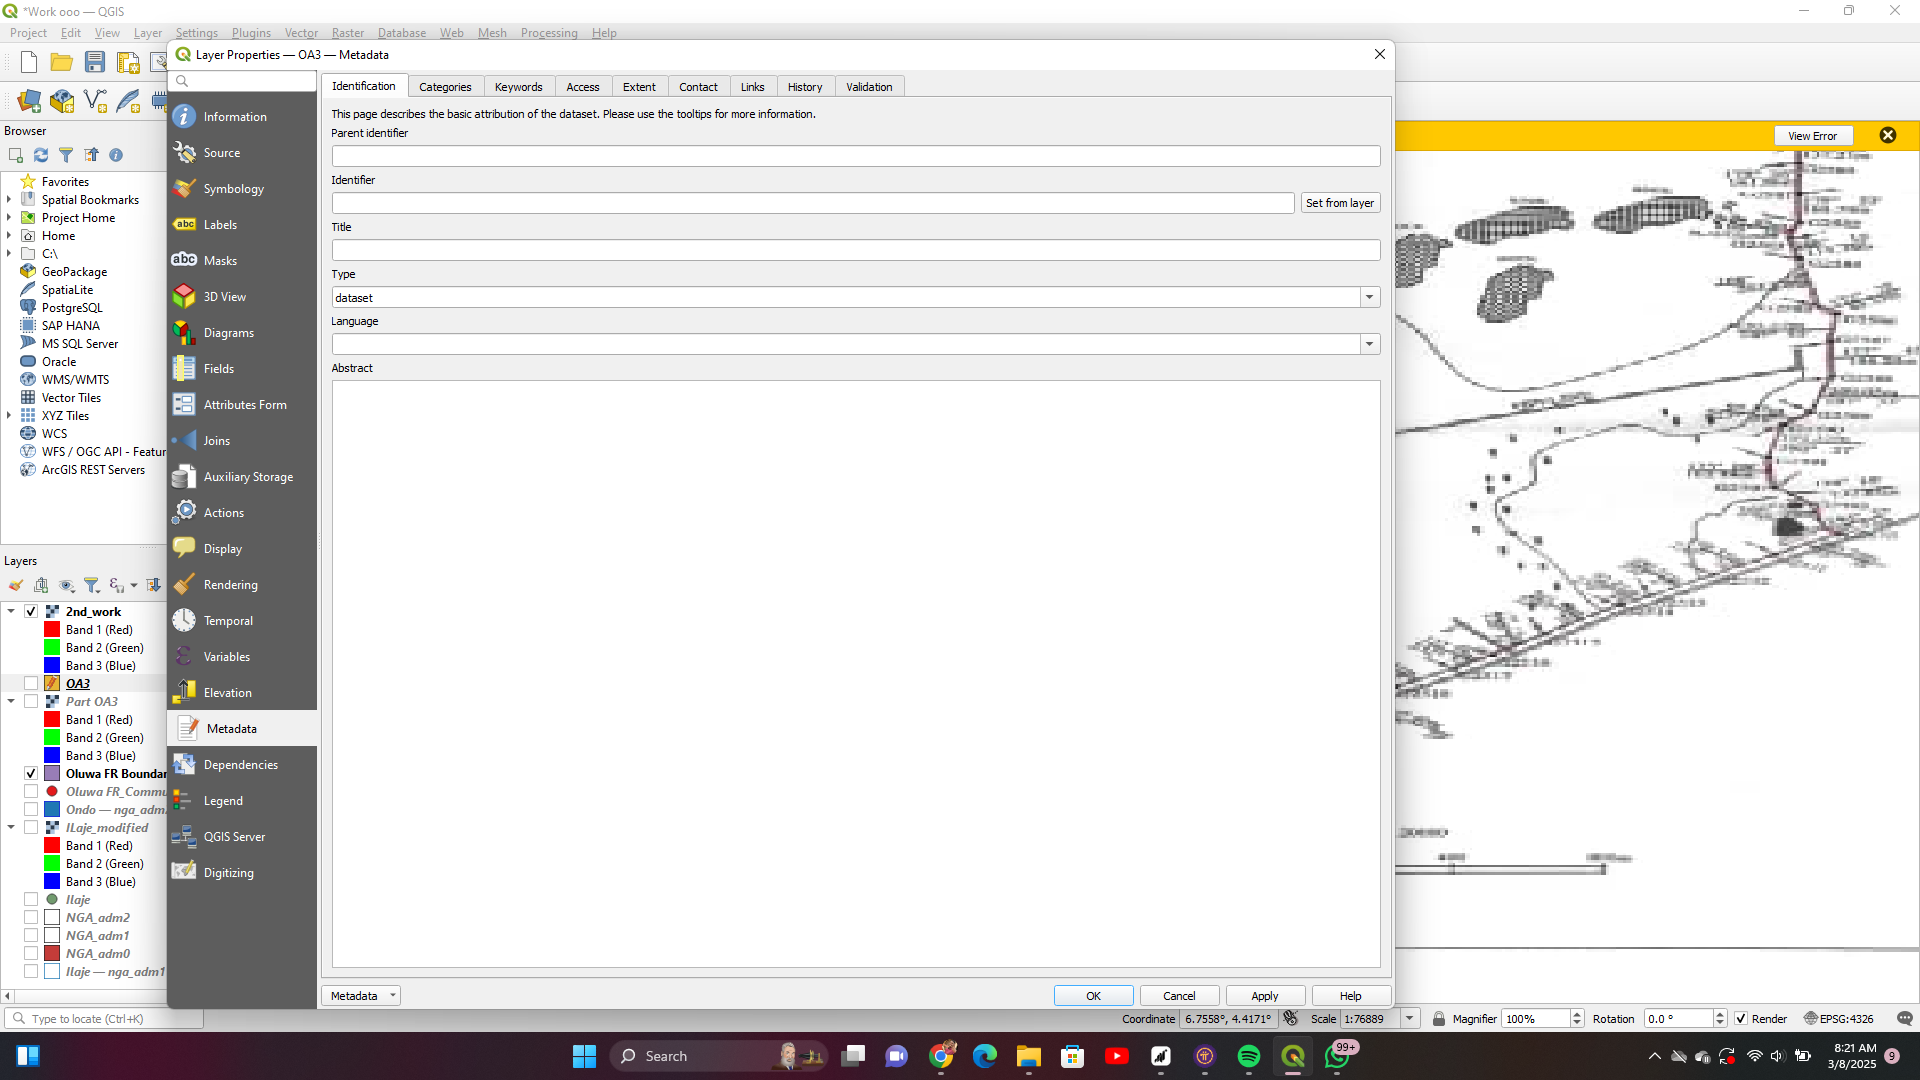 *Work ooo — QGIS
Project Edit View Layer Settings Plugins Vector Raster Database Web Mesh Processing Help
Layer Properties — OA3 — Metadata
Information
Source
Symbology
Labels
Masks
3D View
Diagrams
Fields
Attributes Form
Joins
Auxiliary Storage
Actions
Display
Rendering
Temporal
Variables
Elevation
Metadata
Dependencies
Legend
QGIS Server
Digitizing
Identification Categories Keywords Access Extent Contact Links History Validation
This page describes the basic attribution of the dataset. Please use the tooltips for more information.
Parent identifier
Identifier
Set from layer
Title
Type
dataset
Language
Abstract
Metadata
OK Cancel Apply Help
View Error
Browser
Favorites
Spatial Bookmarks
Project Home
Home
C:\
GeoPackage
SpatiaLite
PostgreSQL
SAP HANA
MS SQL Server
Oracle
WMS/WMTS
Vector Tiles
XYZ Tiles
WCS
WFS / OGC API - Featur
ArcGIS REST Servers
Layers
2nd_work
Band 1 (Red)
Band 2 (Green)
Band 3 (Blue)
OA3
Part OA3
Band 1 (Red)
Band 2 (Green)
Band 3 (Blue)
Oluwa FR Boundar
Oluwa FR_Commu
Ondo — nga_adm
ILaje_modified
Band 1 (Red)
Band 2 (Green)
Band 3 (Blue)
Ilaje
NGA_adm2
NGA_adm1
NGA_adm0
Ilaje — nga_adm1
Type to locate (Ctrl+K)
Coordinate 6.7558°, 4.4171° Scale 1:76889 Magnifier 100% Rotation 0.0 ° Render EPSG:4326
Search
99+
8:21 AM
3/8/2025
9